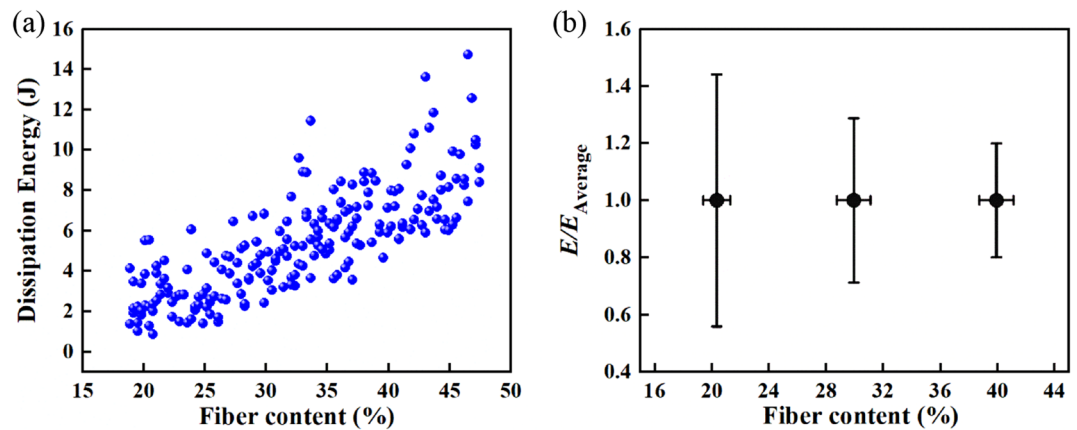 (a)
16
14
12
10
8
6
4
2
0
Dissipation Energy (J)
15 20 25 30 35 40 45 50
Fiber content (%)
(b)
1.6
1.4
1.2
1.0
0.8
0.6
0.4
E/E Average
16 20 24 28 32 36 40 44
Fiber content (%)